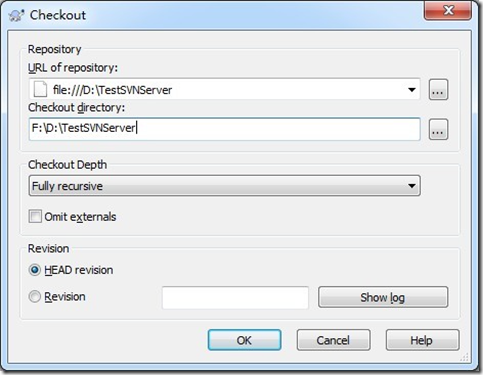 Checkout
Repository
URL of repository:
file:///D:\TestSVNServer
...
Checkout directory:
F:\D:\TestSVNServer
...
Checkout Depth
Fully recursive
Omit externals
Revision
HEAD revision
Revision
Show log
OK
Cancel
Help